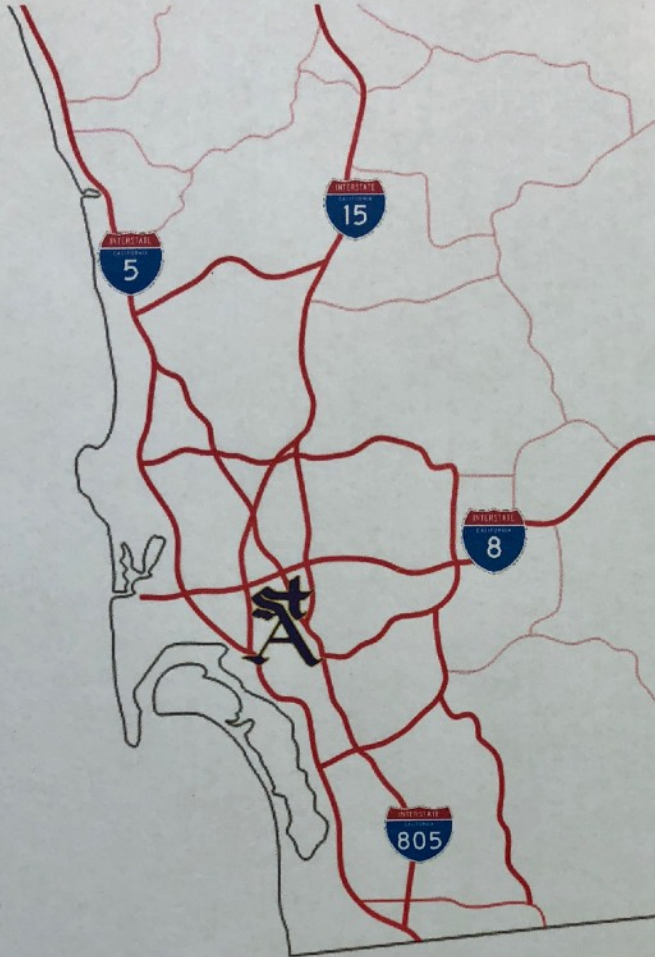 INTERSTATE
CALIFORNIA
15
INTERSTATE
CALIFORNIA
5
INTERSTATE
CALIFORNIA
8
St
A
INTERSTATE
CALIFORNIA
805